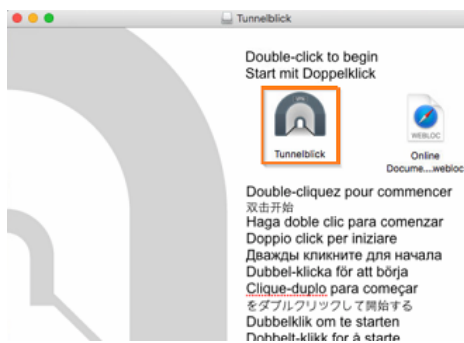 Tunnelblick
Double-click to begin
Start mit Doppelklick
Tunnelblick
WEBLOC
Online
Docume....webloc
Double-cliquez pour commencer
双击开始
Haga doble clic para comenzar
Doppio click per iniziare
Дважды кликните для начала
Dubbel-klicka för att börja
Clique-duplo para começar
をダブルクリックして開始する
Dubbelklik om te starten
Dobbelt-klikk for å starte